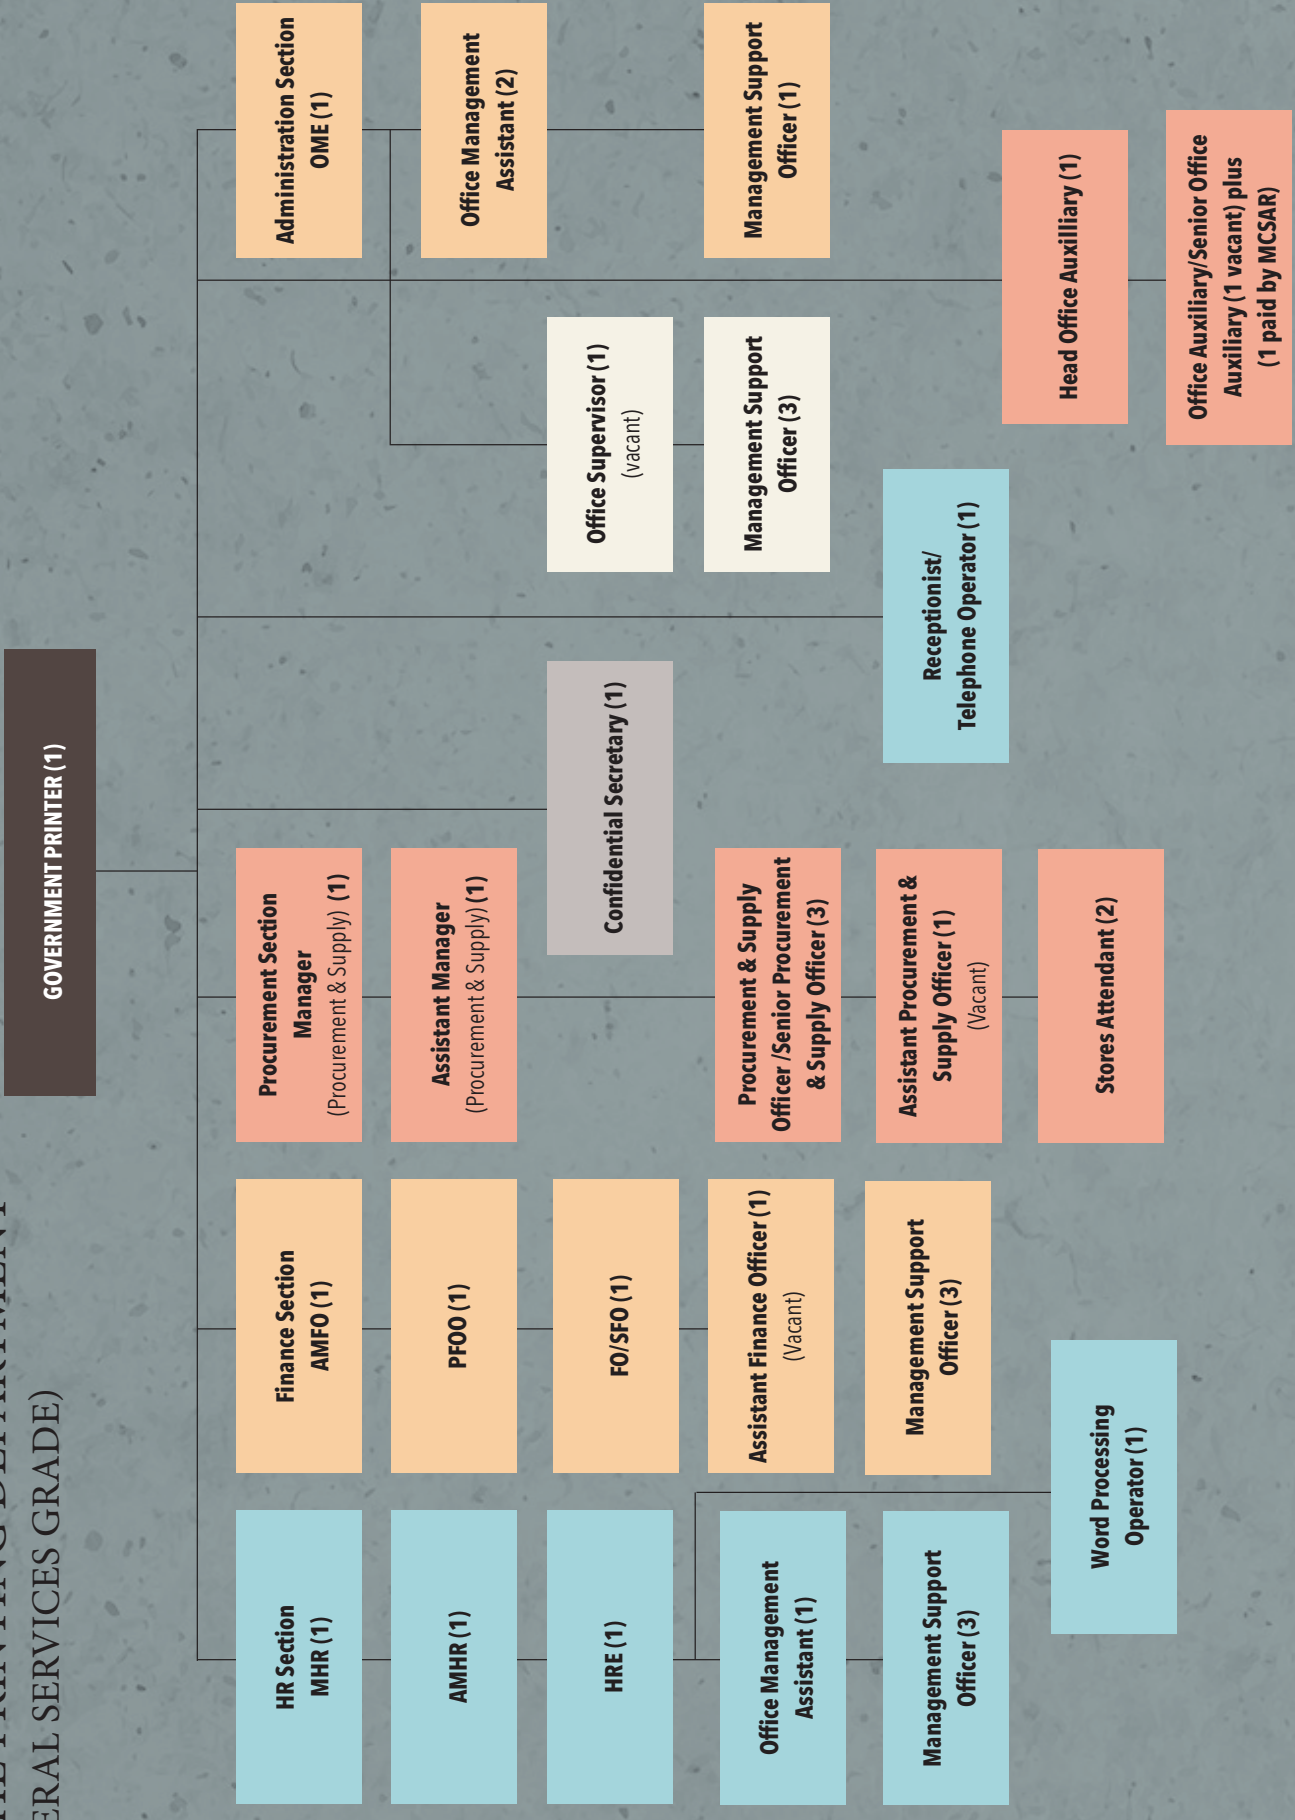 PRINTING DEPARTMENT
ERAL SERVICES GRADE)
GOVERNMENT PRINTER (1)
HR Section
MHR (1)
AMHR (1)
HRE (1)
Office Management
Assistant (1)
Management Support
Officer (3)
Word Processing
Operator (1)
Finance Section
AMFO (1)
PFOO (1)
FO/SFO (1)
Assistant Finance Officer (1)
(Vacant)
Management Support
Officer (3)
Procurement Section
Manager
(Procurement & Supply) (1)
Assistant Manager
(Procurement & Supply) (1)
Procurement & Supply
Officer /Senior Procurement
& Supply Officer (3)
Assistant Procurement &
Supply Officer (1)
(Vacant)
Stores Attendant (2)
Confidential Secretary (1)
Receptionist/
Telephone Operator (1)
Office Supervisor (1)
(vacant)
Management Support
Officer (3)
Administration Section
OME (1)
Office Management
Assistant (2)
Management Support
Officer (1)
Head Office Auxilliary (1)
Office Auxiliary/Senior Office
Auxiliary (1 vacant) plus
(1 paid by MCSAR)